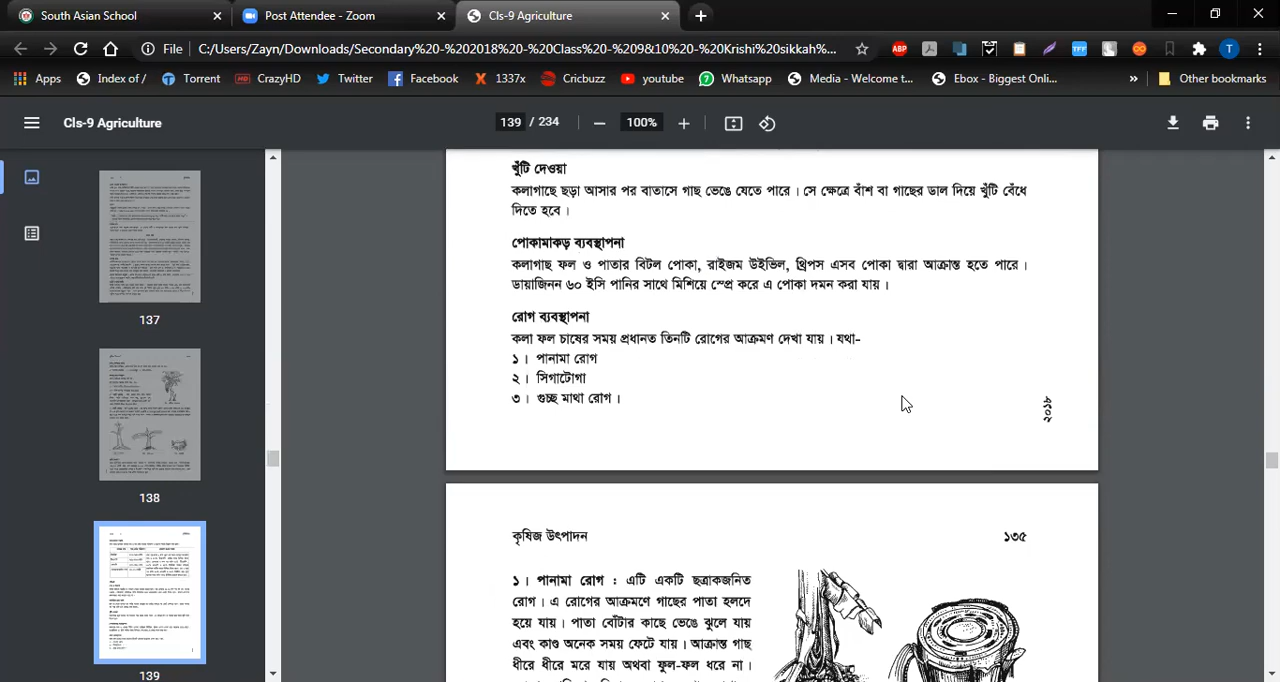 South Asian School
Post Attendee - Zoom
Cls-9 Agriculture
File
C:/Users/Zayn/Downloads/Secondary%20-%202018%20-%20Class%20-%209&10%20-%20Krishi%20sikkah%...
Apps
Index of /
Torrent
CrazyHD
Twitter
Facebook
1337x
Cricbuzz
youtube
Whatsapp
Media - Welcome t...
Ebox - Biggest Onli...
Other bookmarks
Cls-9 Agriculture
139 / 234
100%
137
138
139
খুঁটি দেওয়া
কলাগাছে ছড়া আসার পর বাতাসে গাছ ভেঙে যেতে পারে। সে ক্ষেত্রে বাঁশ বা গাছের ডাল দিয়ে খুঁটি বেঁধে
দিতে হবে।
পোকামাকড় ব্যবস্থাপনা
কলাগাছ ফল ও পাতার বিটল পোকা, রাইজম উইভিল, থ্রিপস এসব পোকা দ্বারা আক্রান্ত হতে পারে।
ডায়াজিনন ৬০ ইসি পানির সাথে মিশিয়ে স্প্রে করে এ পোকা দমন করা যায়।
রোগ ব্যবস্থাপনা
কলা ফল চাষের সময় প্রধানত তিনটি রোগের আক্রমণ দেখা যায়। যথা-
১। পানামা রোগ
২। সিগাটোগা
৩। গুচ্ছ মাথা রোগ।
২০১৮
কৃষিজ উৎপাদন
১৩৫
১। পানামা রোগ : এটি একটি ছত্রাকজনিত
রোগ। এ রোগের আক্রমণে গাছের পাতা হলদে
হয়ে যায়। পাতা বোঁটার কাছে ভেঙে ঝুলে যায়
এবং কাণ্ড অনেক সময় ফেটে যায়। আক্রান্ত গাছ
ধীরে ধীরে মরে যায় অথবা ফুল-ফল ধরে না।